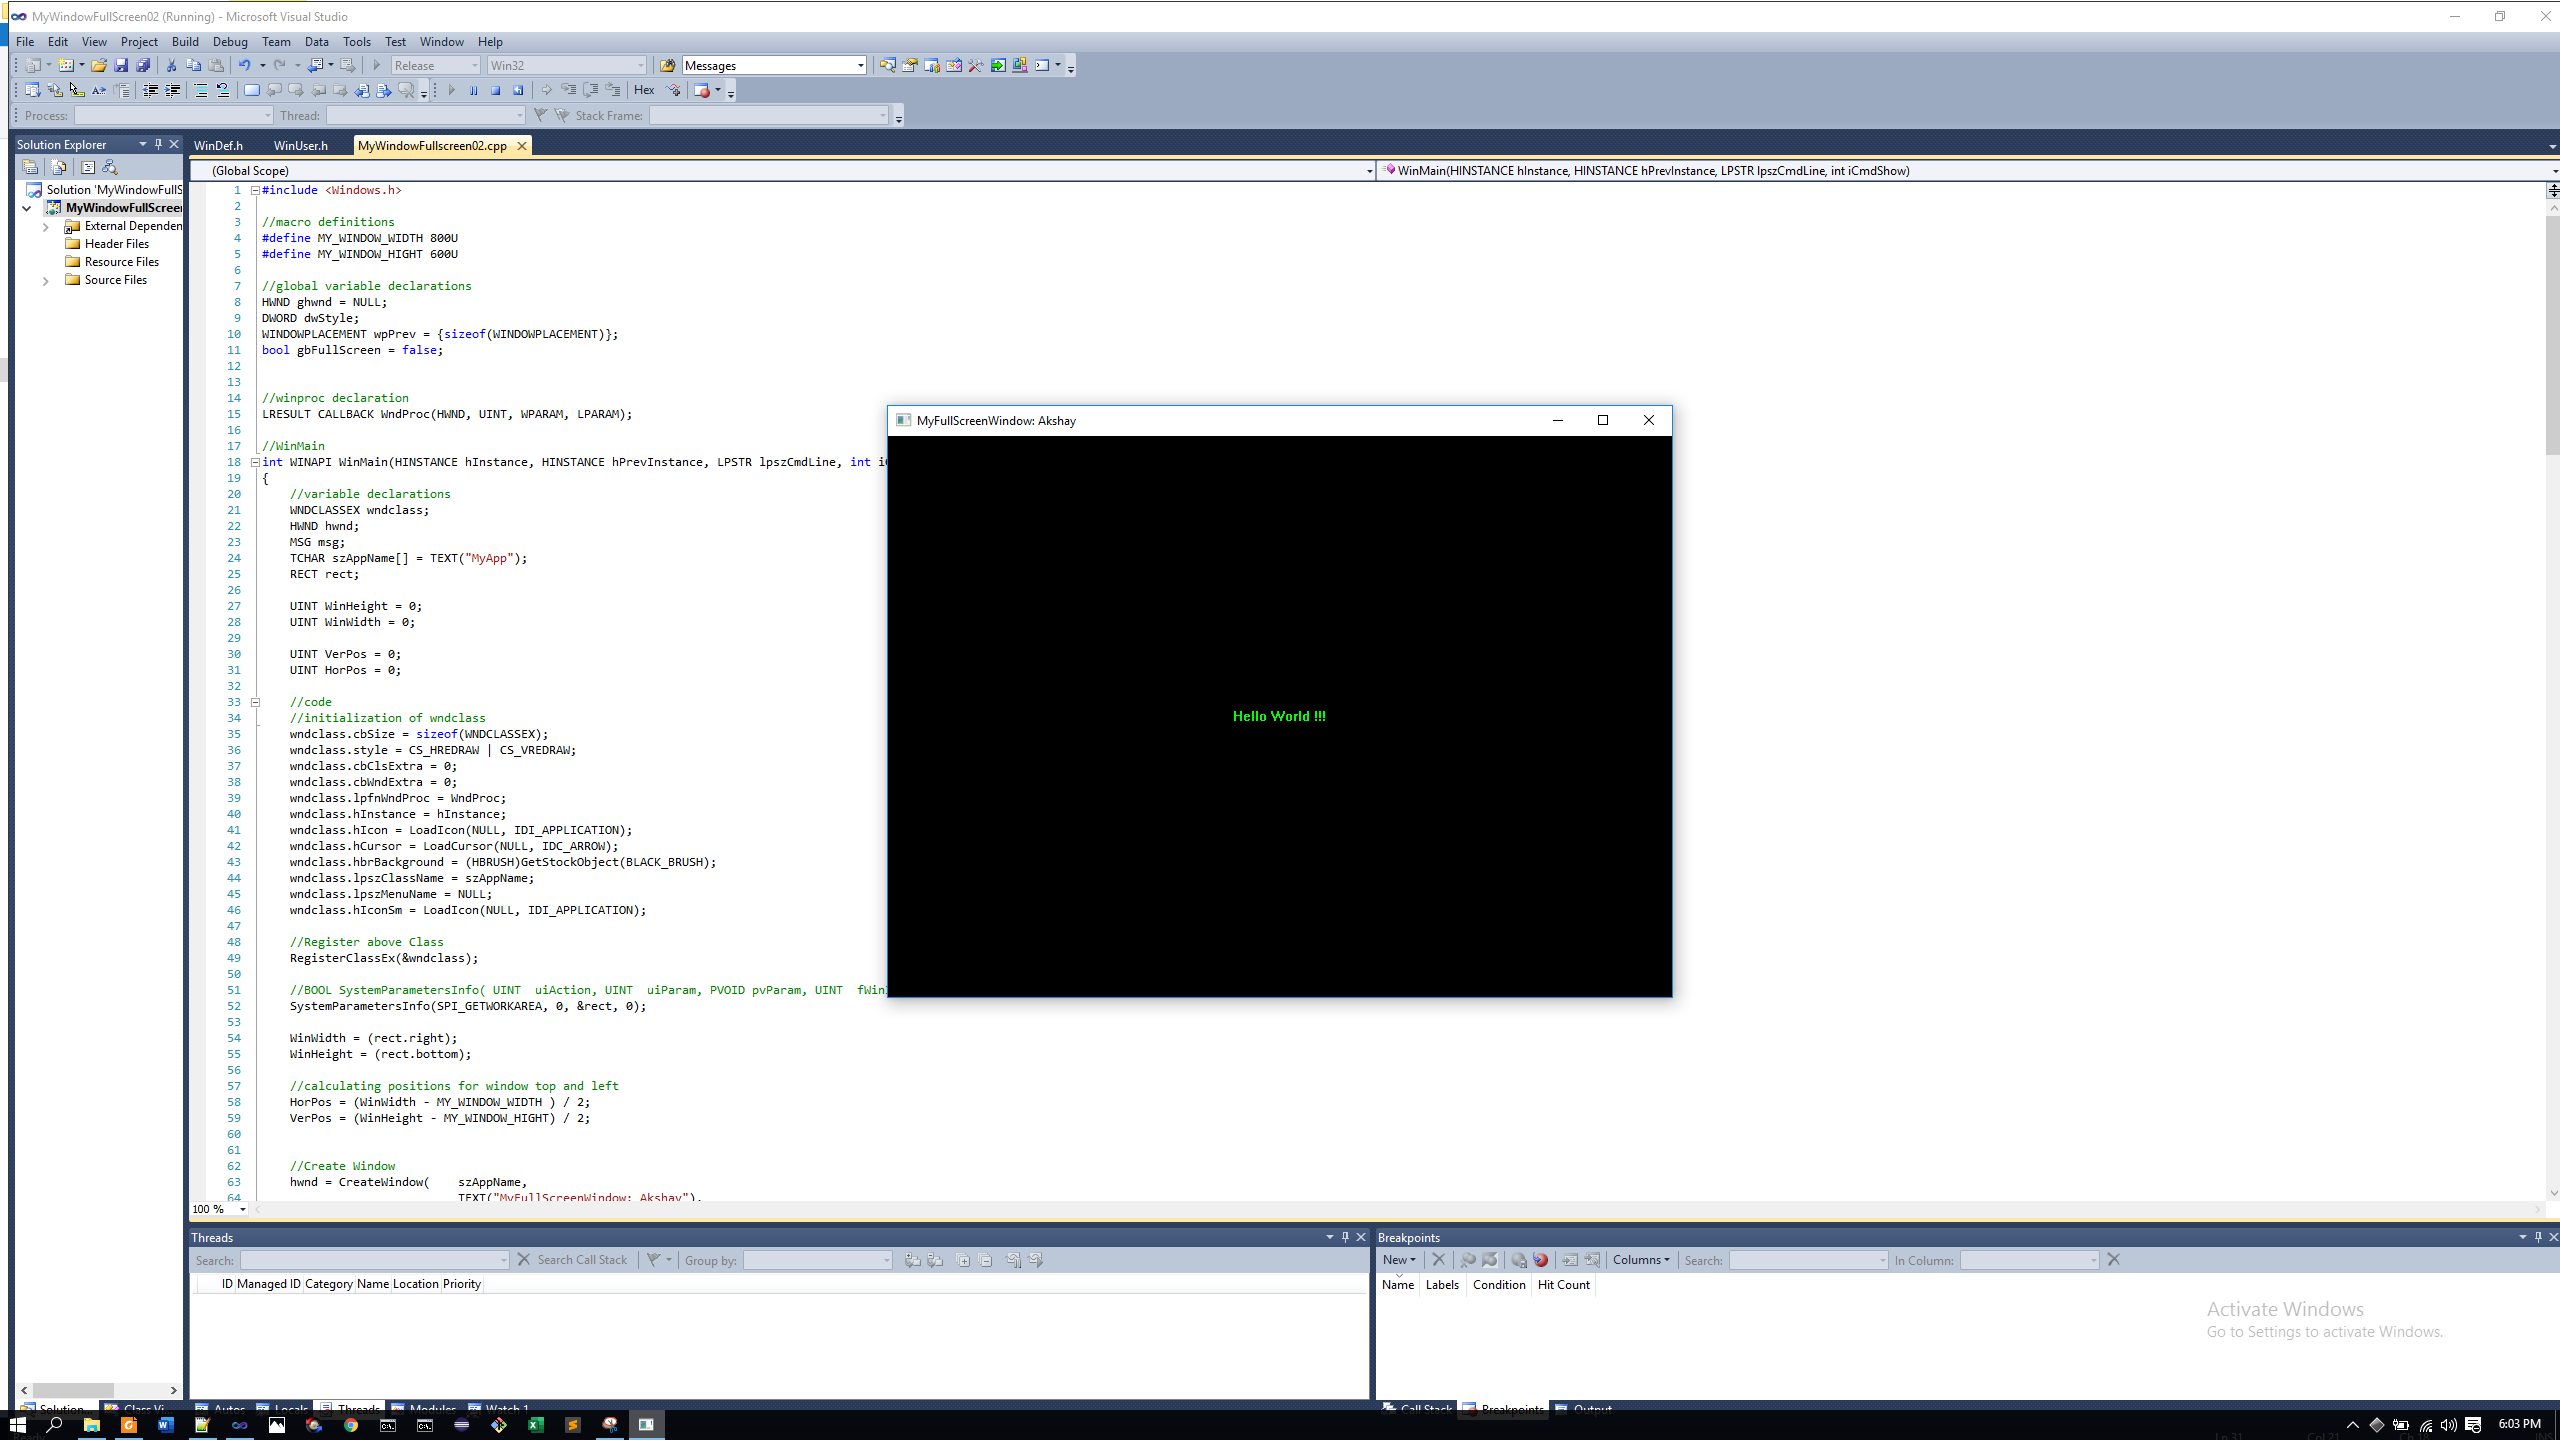 MyWindowFullScreen02 (Running) - Microsoft Visual Studio
File Edit View Project Build Debug Team Data Tools Test Window Help
Release Win32 Messages
Hex
Process: Thread: Stack Frame:
Solution Explorer
WinDef.h WinUser.h MyWindowFullscreen02.cpp
(Global Scope) WinMain(HINSTANCE hInstance, HINSTANCE hPrevInstance, LPSTR lpszCmdLine, int iCmdShow)
Solution 'MyWindowFullS
MyWindowFullScreen
External Dependen
Header Files
Resource Files
Source Files
1 #include <Windows.h>
2
3 //macro definitions
4 #define MY_WINDOW_WIDTH 800U
5 #define MY_WINDOW_HIGHT 600U
6
7 //global variable declarations
8 HWND ghwnd = NULL;
9 DWORD dwStyle;
10 WINDOWPLACEMENT wpPrev = {sizeof(WINDOWPLACEMENT)};
11 bool gbFullScreen = false;
12
13
14 //winproc declaration
15 LRESULT CALLBACK WndProc(HWND, UINT, WPARAM, LPARAM);
16
17 //WinMain
18 int WINAPI WinMain(HINSTANCE hInstance, HINSTANCE hPrevInstance, LPSTR lpszCmdLine, int i
19 {
20 //variable declarations
21 WNDCLASSEX wndclass;
22 HWND hwnd;
23 MSG msg;
24 TCHAR szAppName[] = TEXT("MyApp");
25 RECT rect;
26
27 UINT WinHeight = 0;
28 UINT WinWidth = 0;
29
30 UINT VerPos = 0;
31 UINT HorPos = 0;
32
33 //code
34 //initialization of wndclass
35 wndclass.cbSize = sizeof(WNDCLASSEX);
36 wndclass.style = CS_HREDRAW | CS_VREDRAW;
37 wndclass.cbClsExtra = 0;
38 wndclass.cbWndExtra = 0;
39 wndclass.lpfnWndProc = WndProc;
40 wndclass.hInstance = hInstance;
41 wndclass.hIcon = LoadIcon(NULL, IDI_APPLICATION);
42 wndclass.hCursor = LoadCursor(NULL, IDC_ARROW);
43 wndclass.hbrBackground = (HBRUSH)GetStockObject(BLACK_BRUSH);
44 wndclass.lpszClassName = szAppName;
45 wndclass.lpszMenuName = NULL;
46 wndclass.hIconSm = LoadIcon(NULL, IDI_APPLICATION);
47
48 //Register above Class
49 RegisterClassEx(&wndclass);
50
51 //BOOL SystemParametersInfo( UINT uiAction, UINT uiParam, PVOID pvParam, UINT fWin
52 SystemParametersInfo(SPI_GETWORKAREA, 0, &rect, 0);
53
54 WinWidth = (rect.right);
55 WinHeight = (rect.bottom);
56
57 //calculating positions for window top and left
58 HorPos = (WinWidth - MY_WINDOW_WIDTH ) / 2;
59 VerPos = (WinHeight - MY_WINDOW_HIGHT) / 2;
60
61
62 //Create Window
63 hwnd = CreateWindow( szAppName,
64 TEXT("MyFullScreenWindow: Akshay"),
MyFullScreenWindow: Akshay
Hello World !!!
100 %
Threads
Search: Search Call Stack Group by:
ID Managed ID Category Name Location Priority
Breakpoints
New Columns Search: In Column:
Name Labels Condition Hit Count
Activate Windows
Go to Settings to activate Windows.
Solution... Class Vi... Autos Locals Threads Modules Watch 1 Call Stack Breakpoints Output
6:03 PM